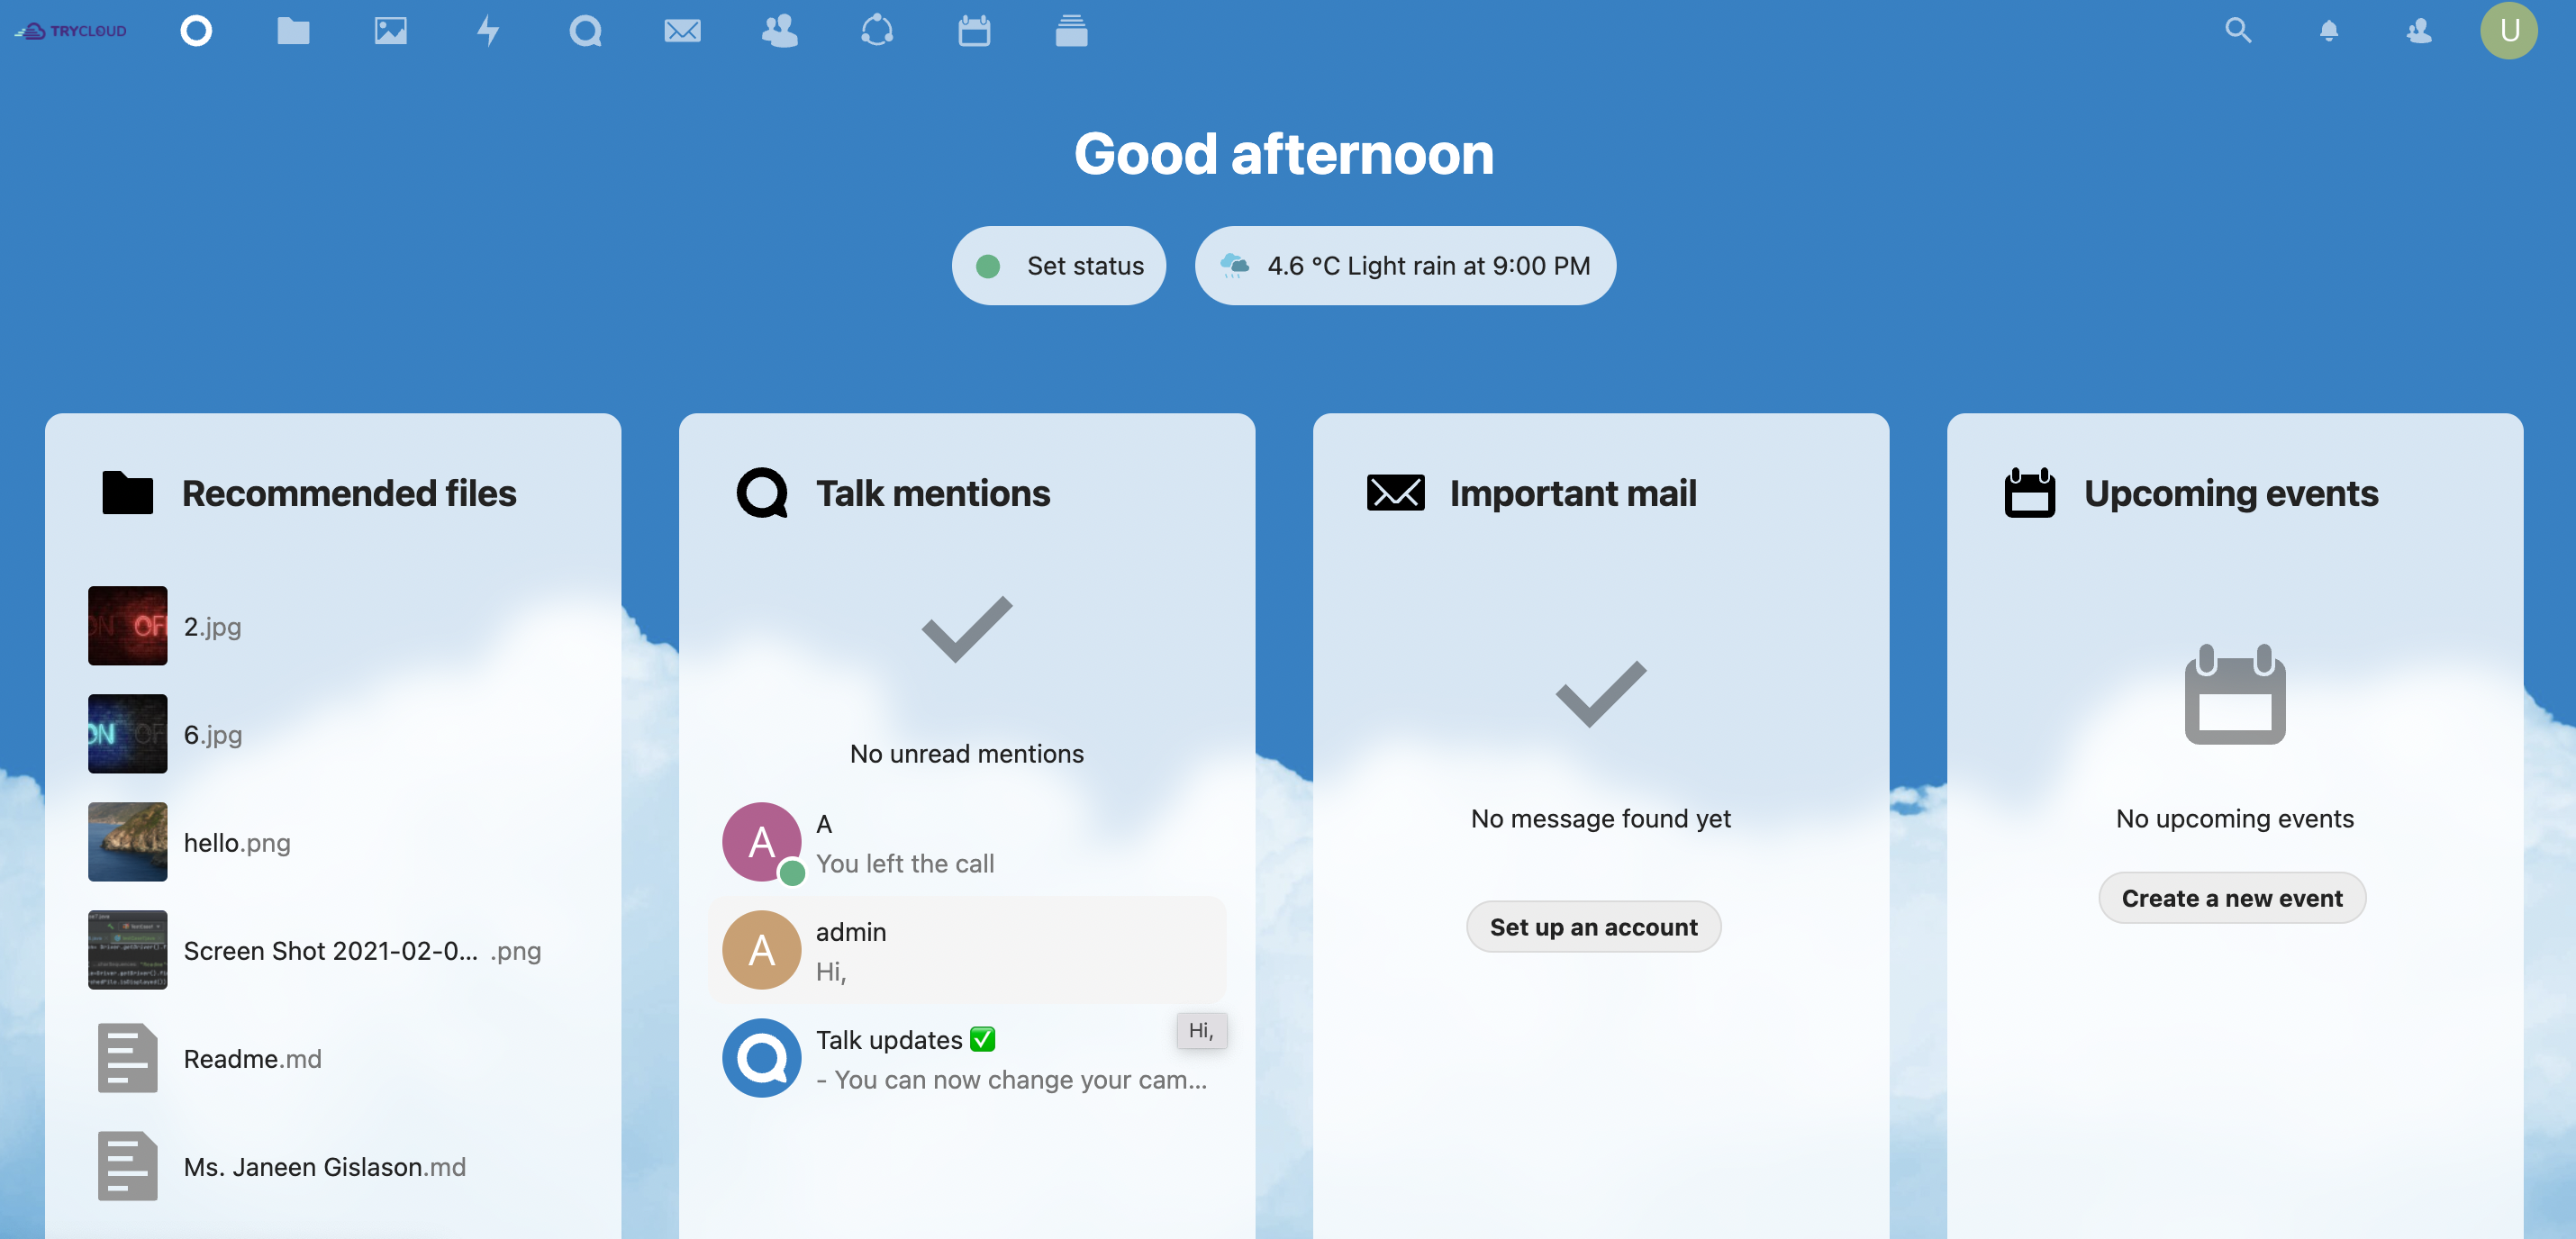 TRYCLOUD
U
Good afternoon
Set status
4.6 °C Light rain at 9:00 PM
Recommended files
2.jpg
6.jpg
hello.png
Screen Shot 2021-02-0... .png
Readme.md
Ms. Janeen Gislason.md
Talk mentions
No unread mentions
A
A
You left the call
A
admin
Hi,
Hi,
Talk updates ✅
- You can now change your cam...
Important mail
No message found yet
Set up an account
Upcoming events
No upcoming events
Create a new event